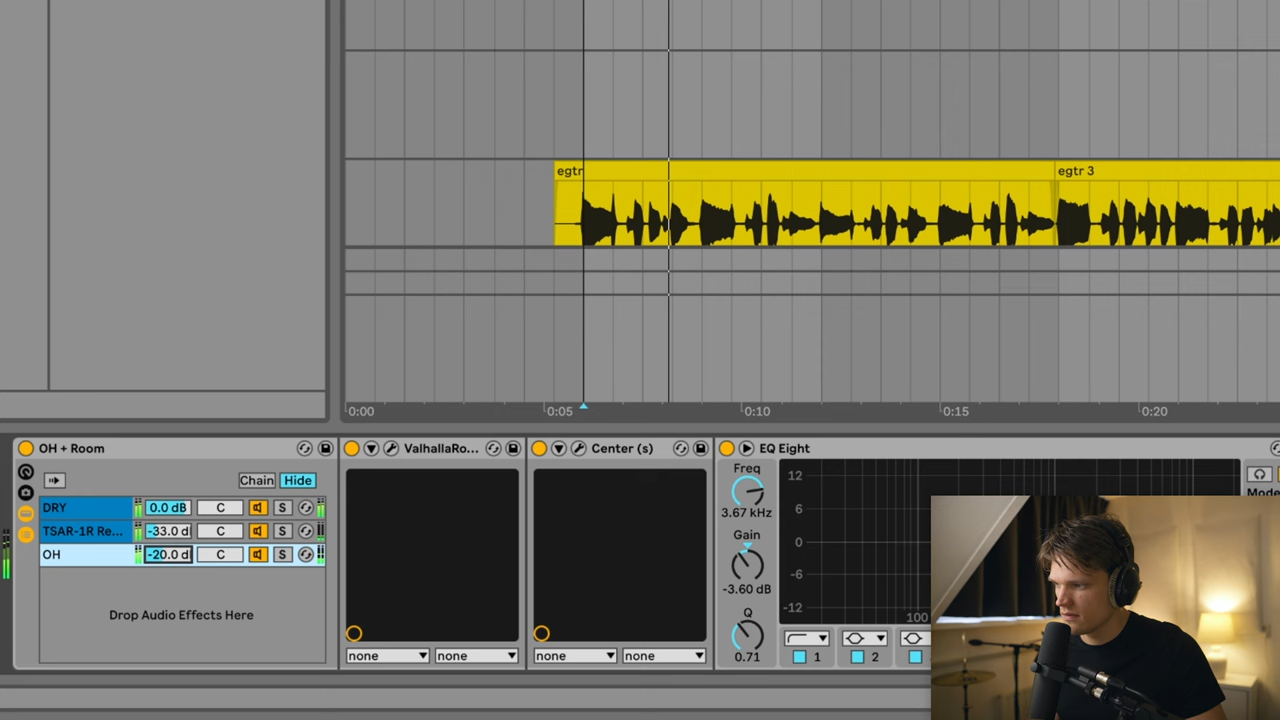 egtr
egtr 3
0:00
0:05
0:10
0:15
0:20
OH + Room
Chain
Hide
DRY
0.0 dB
C
S
TSAR-1R Re...
-33.0 d
C
S
OH
-20.0 d
C
S
Drop Audio Effects Here
ValhallaRo...
none
none
Center (s)
none
none
EQ Eight
Freq
3.67 kHz
Gain
-3.60 dB
Q
0.71
12
6
0
-6
-12
100
1
2
Mode